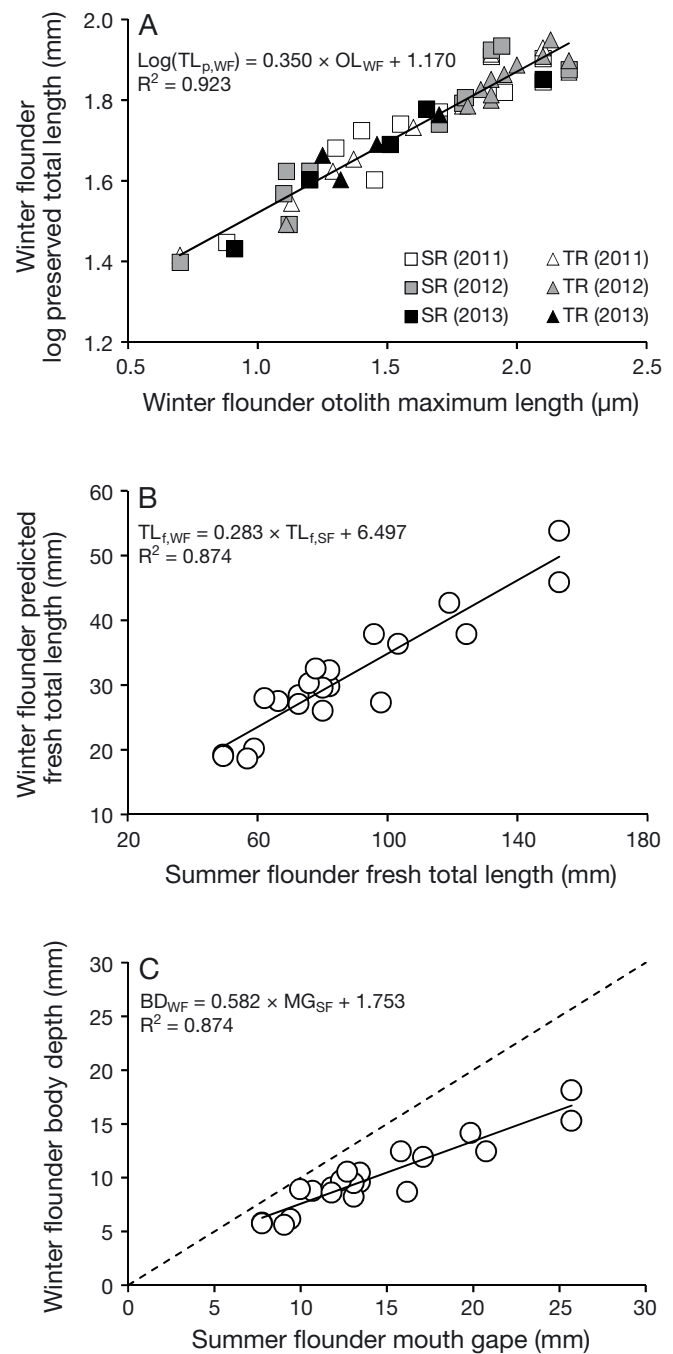 A
Log(TLp,WF) = 0.350 × OLWF + 1.170
R² = 0.923
Winter flounder
log preserved total length (mm)
2.0
1.8
1.6
1.4
1.2
SR (2011) TR (2011)
SR (2012) TR (2012)
SR (2013) TR (2013)
0.5 1.0 1.5 2.0 2.5
Winter flounder otolith maximum length (µm)
B
TLf,WF = 0.283 × TLf,SF + 6.497
R² = 0.874
Winter flounder predicted
fresh total length (mm)
60
50
40
30
20
10
20 60 100 140 180
Summer flounder fresh total length (mm)
C
BDWF = 0.582 × MGSF + 1.753
R² = 0.874
Winter flounder body depth (mm)
30
25
20
15
10
5
0
0 5 10 15 20 25 30
Summer flounder mouth gape (mm)